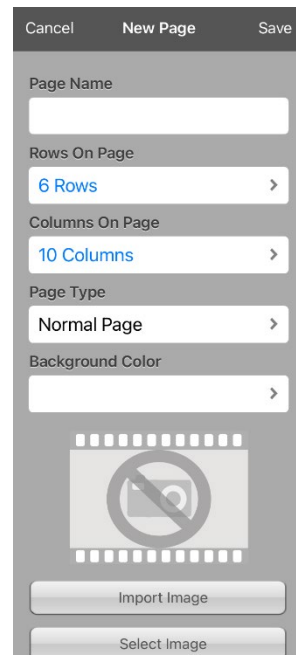 Cancel New Page Save
Page Name
Rows On Page
6 Rows
Columns On Page
10 Columns
Page Type
Normal Page
Background Color
Import Image
Select Image